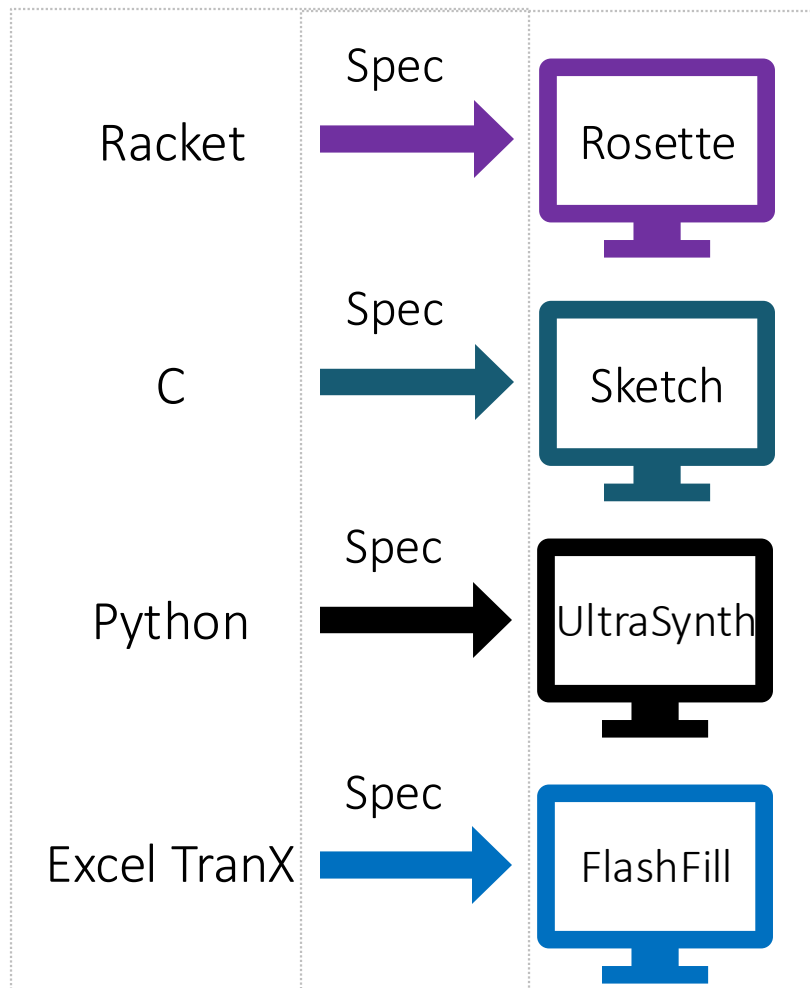 Spec
Racket
Rosette
Spec
C
Sketch
Spec
Python
UltraSynth
Spec
Excel TranX
FlashFill